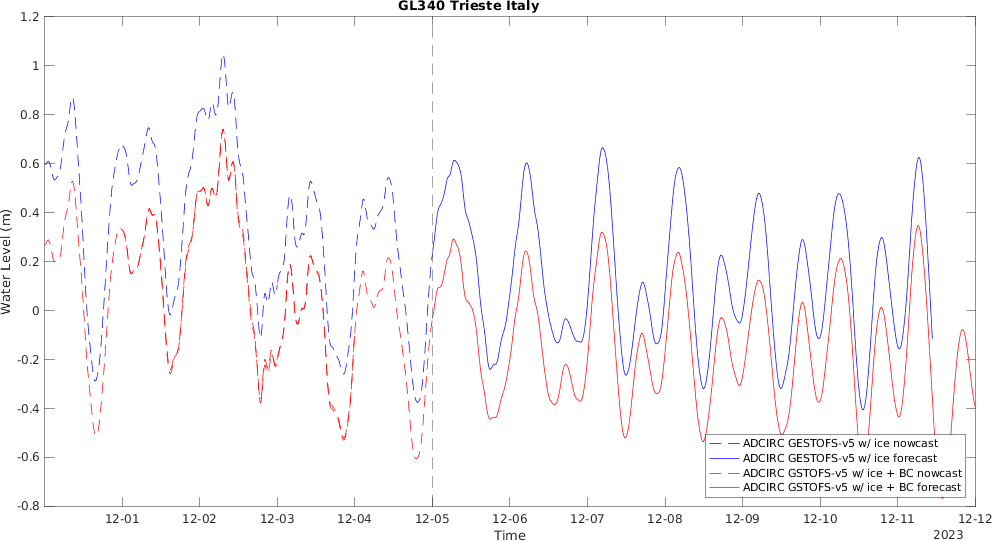 GL340 Trieste Italy
1.2
1
0.8
0.6
0.4
0.2
0
-0.2
-0.4
-0.6
-0.8
Water Level (m)
ADCIRC GESTOFS-v5 w/ ice nowcast
ADCIRC GESTOFS-v5 w/ ice forecast
ADCIRC GSTOFS-v5 w/ ice + BC nowcast
ADCIRC GSTOFS-v5 w/ ice + BC forecast
12-01 12-02 12-03 12-04 12-05 12-06 12-07 12-08 12-09 12-10 12-11 12-12
Time
2023